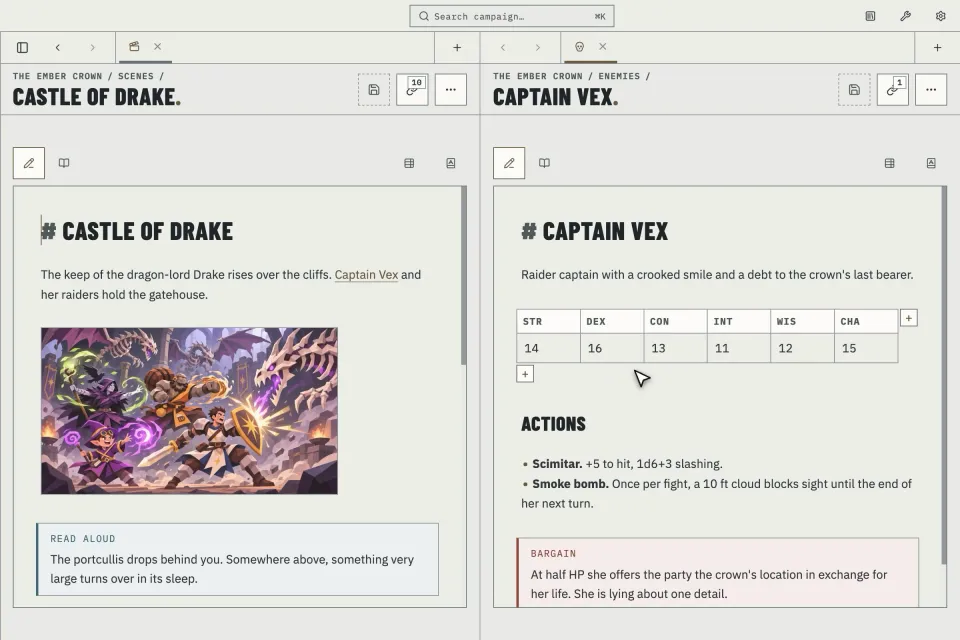 Search campaign… ⌘K
THE EMBER CROWN / SCENES /
CASTLE OF DRAKE.
10
# CASTLE OF DRAKE
The keep of the dragon-lord Drake rises over the cliffs. Captain Vex and
her raiders hold the gatehouse.
READ ALOUD
The portcullis drops behind you. Somewhere above, something very
large turns over in its sleep.
THE EMBER CROWN / ENEMIES /
CAPTAIN VEX.
1
# CAPTAIN VEX
Raider captain with a crooked smile and a debt to the crown's last bearer.
STR DEX CON INT WIS CHA
14 16 13 11 12 15
ACTIONS
• Scimitar. +5 to hit, 1d6+3 slashing.
• Smoke bomb. Once per fight, a 10 ft cloud blocks sight until the end of
her next turn.
BARGAIN
At half HP she offers the party the crown's location in exchange for
her life. She is lying about one detail.